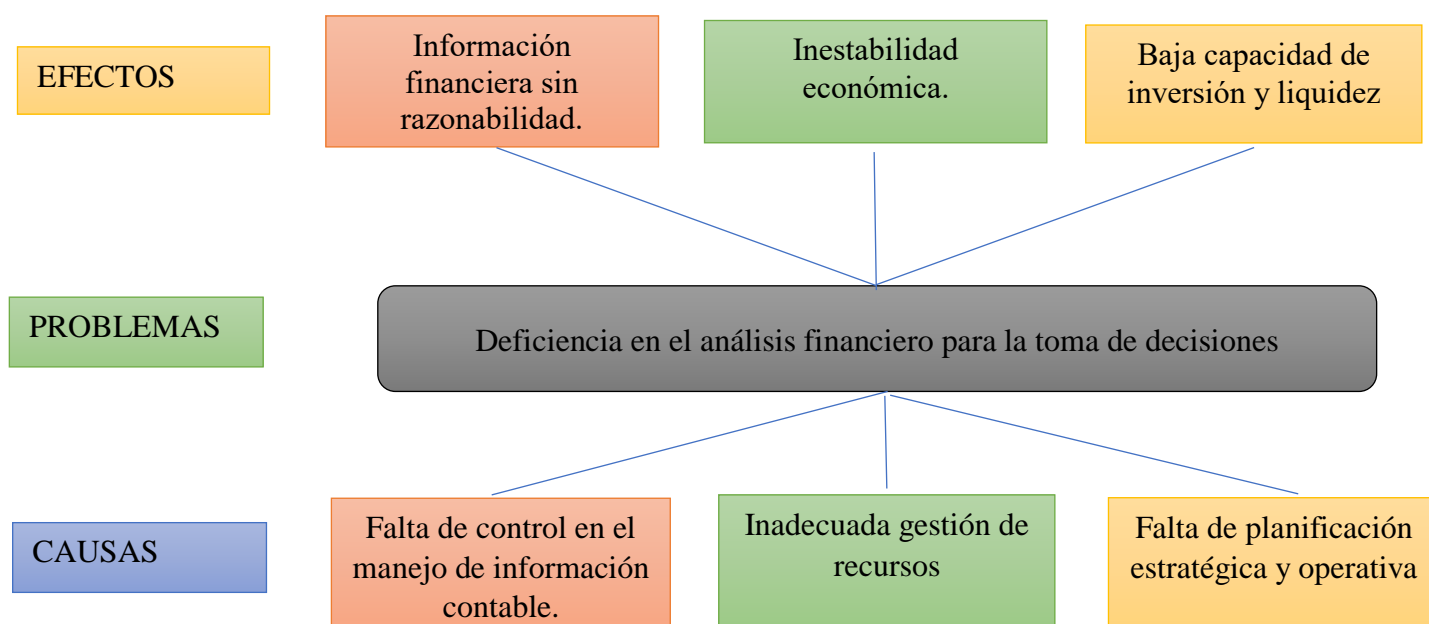 EFECTOS
Información
financiera sin
razonabilidad.
Inestabilidad
económica.
Baja capacidad de
inversión y liquidez
PROBLEMAS
Deficiencia en el análisis financiero para la toma de decisiones
CAUSAS
Falta de control en el
manejo de información
contable.
Inadecuada gestión de
recursos
Falta de planificación
estratégica y operativa